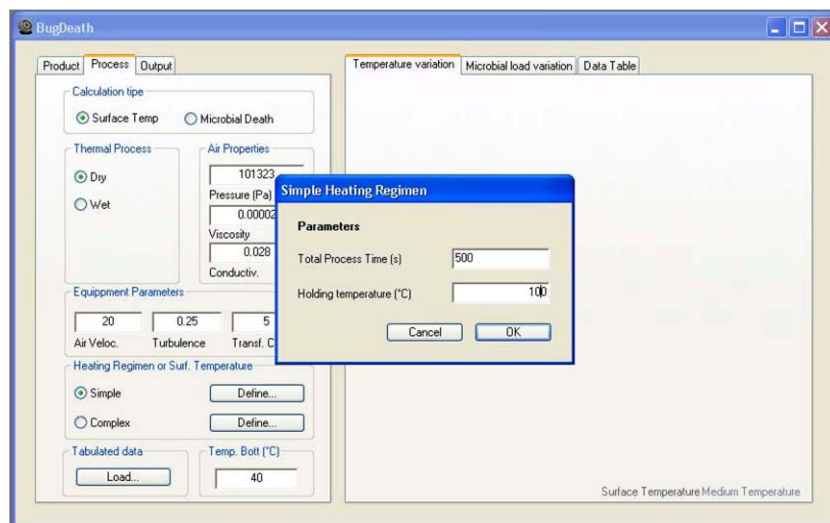 BugDeath
Product Process Output
Temperature variation Microbial load variation Data Table
Calculation tipe
Surface Temp Microbial Death
Thermal Process
Dry
Wet
Air Properties
101323
Pressure (Pa)
0.00002
Viscosity
0.028
Conductiv.
Simple Heating Regimen
Parameters
Total Process Time (s) 500
Holding temperature (°C) 100
Cancel OK
Equippment Parameters
20 0.25 5
Air Veloc. Turbulence Transf. C
Heating Regimen or Surf. Temperature
Simple Define...
Complex Define...
Tabulated data
Load...
Temp. Bott (°C)
40
Surface Temperature Medium Temperature